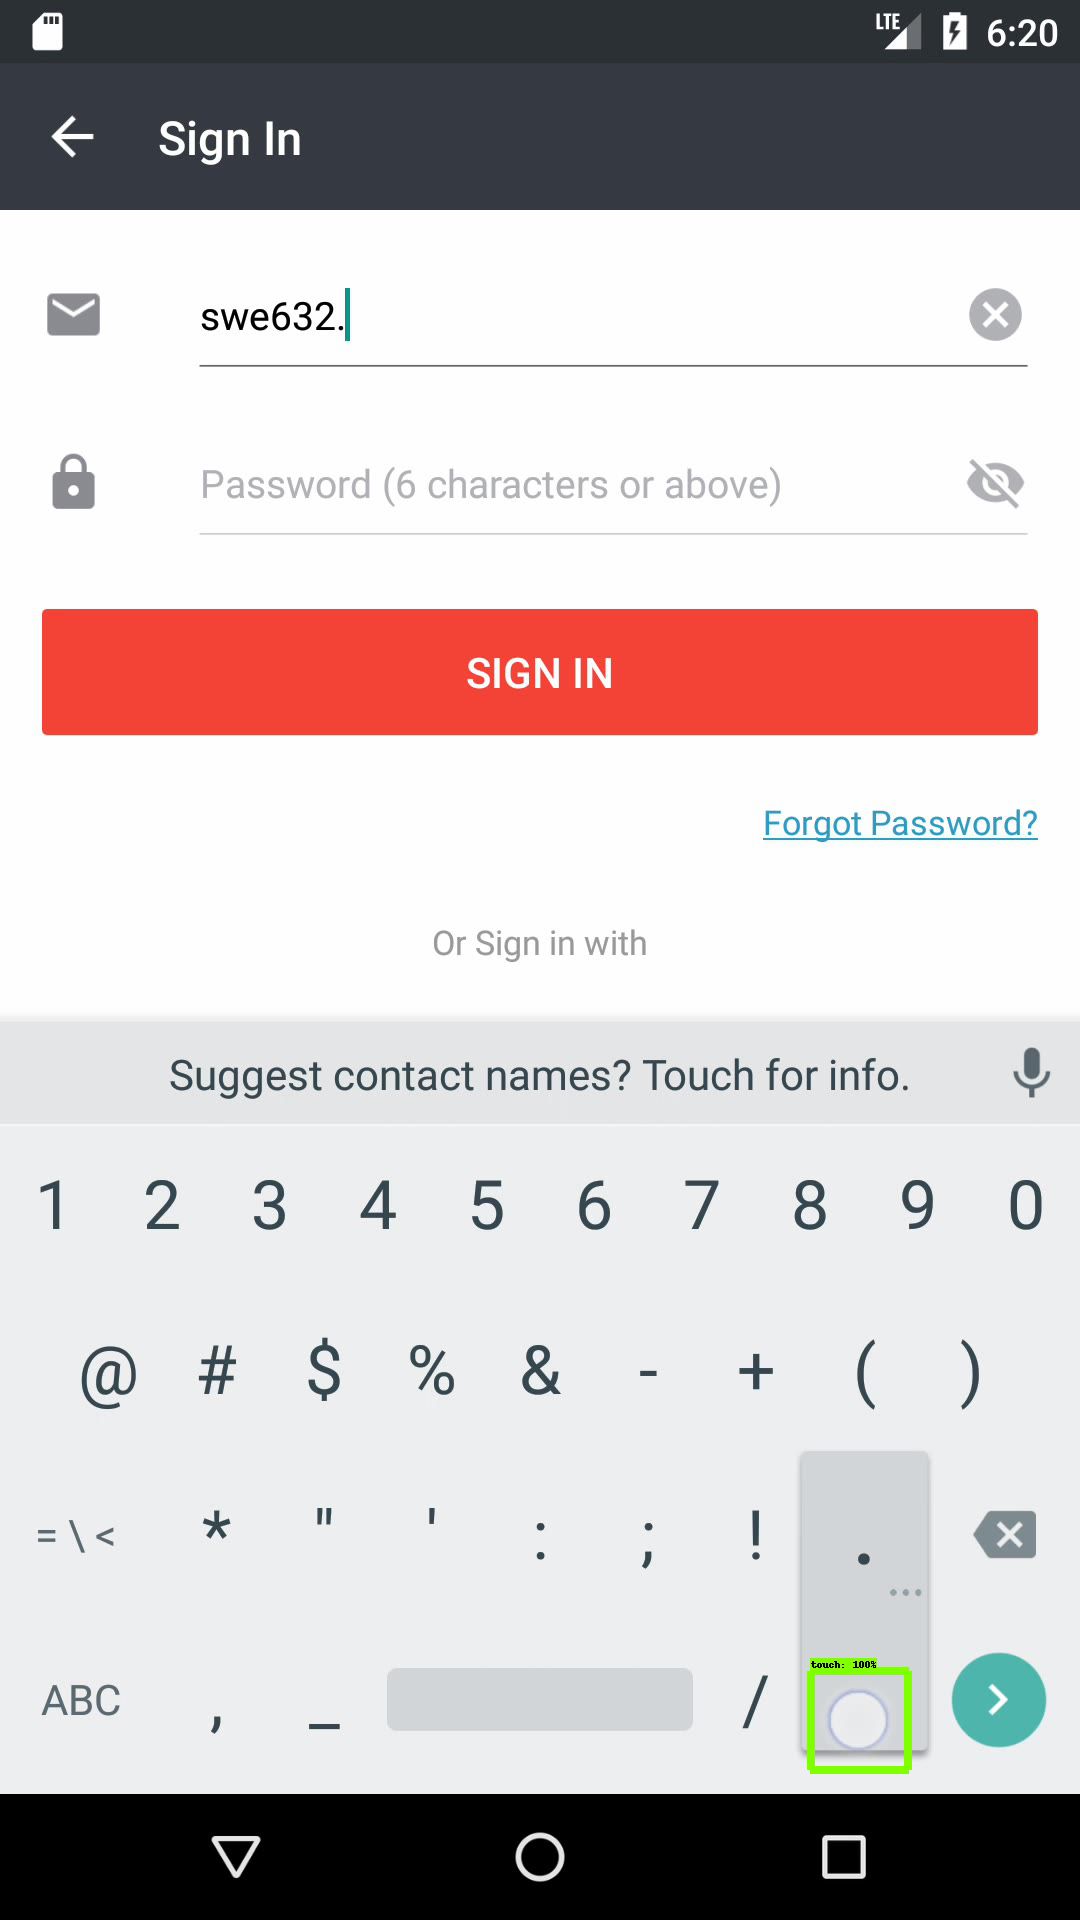 LTE 6:20
Sign In
swe632.
Password (6 characters or above)
SIGN IN
Forgot Password?
Or Sign in with
Suggest contact names? Touch for info.
1 2 3 4 5 6 7 8 9 0
@ # $ % & - + ( )
= \ < * " ' : ; ! .
...
touch: 100%
ABC , _ /